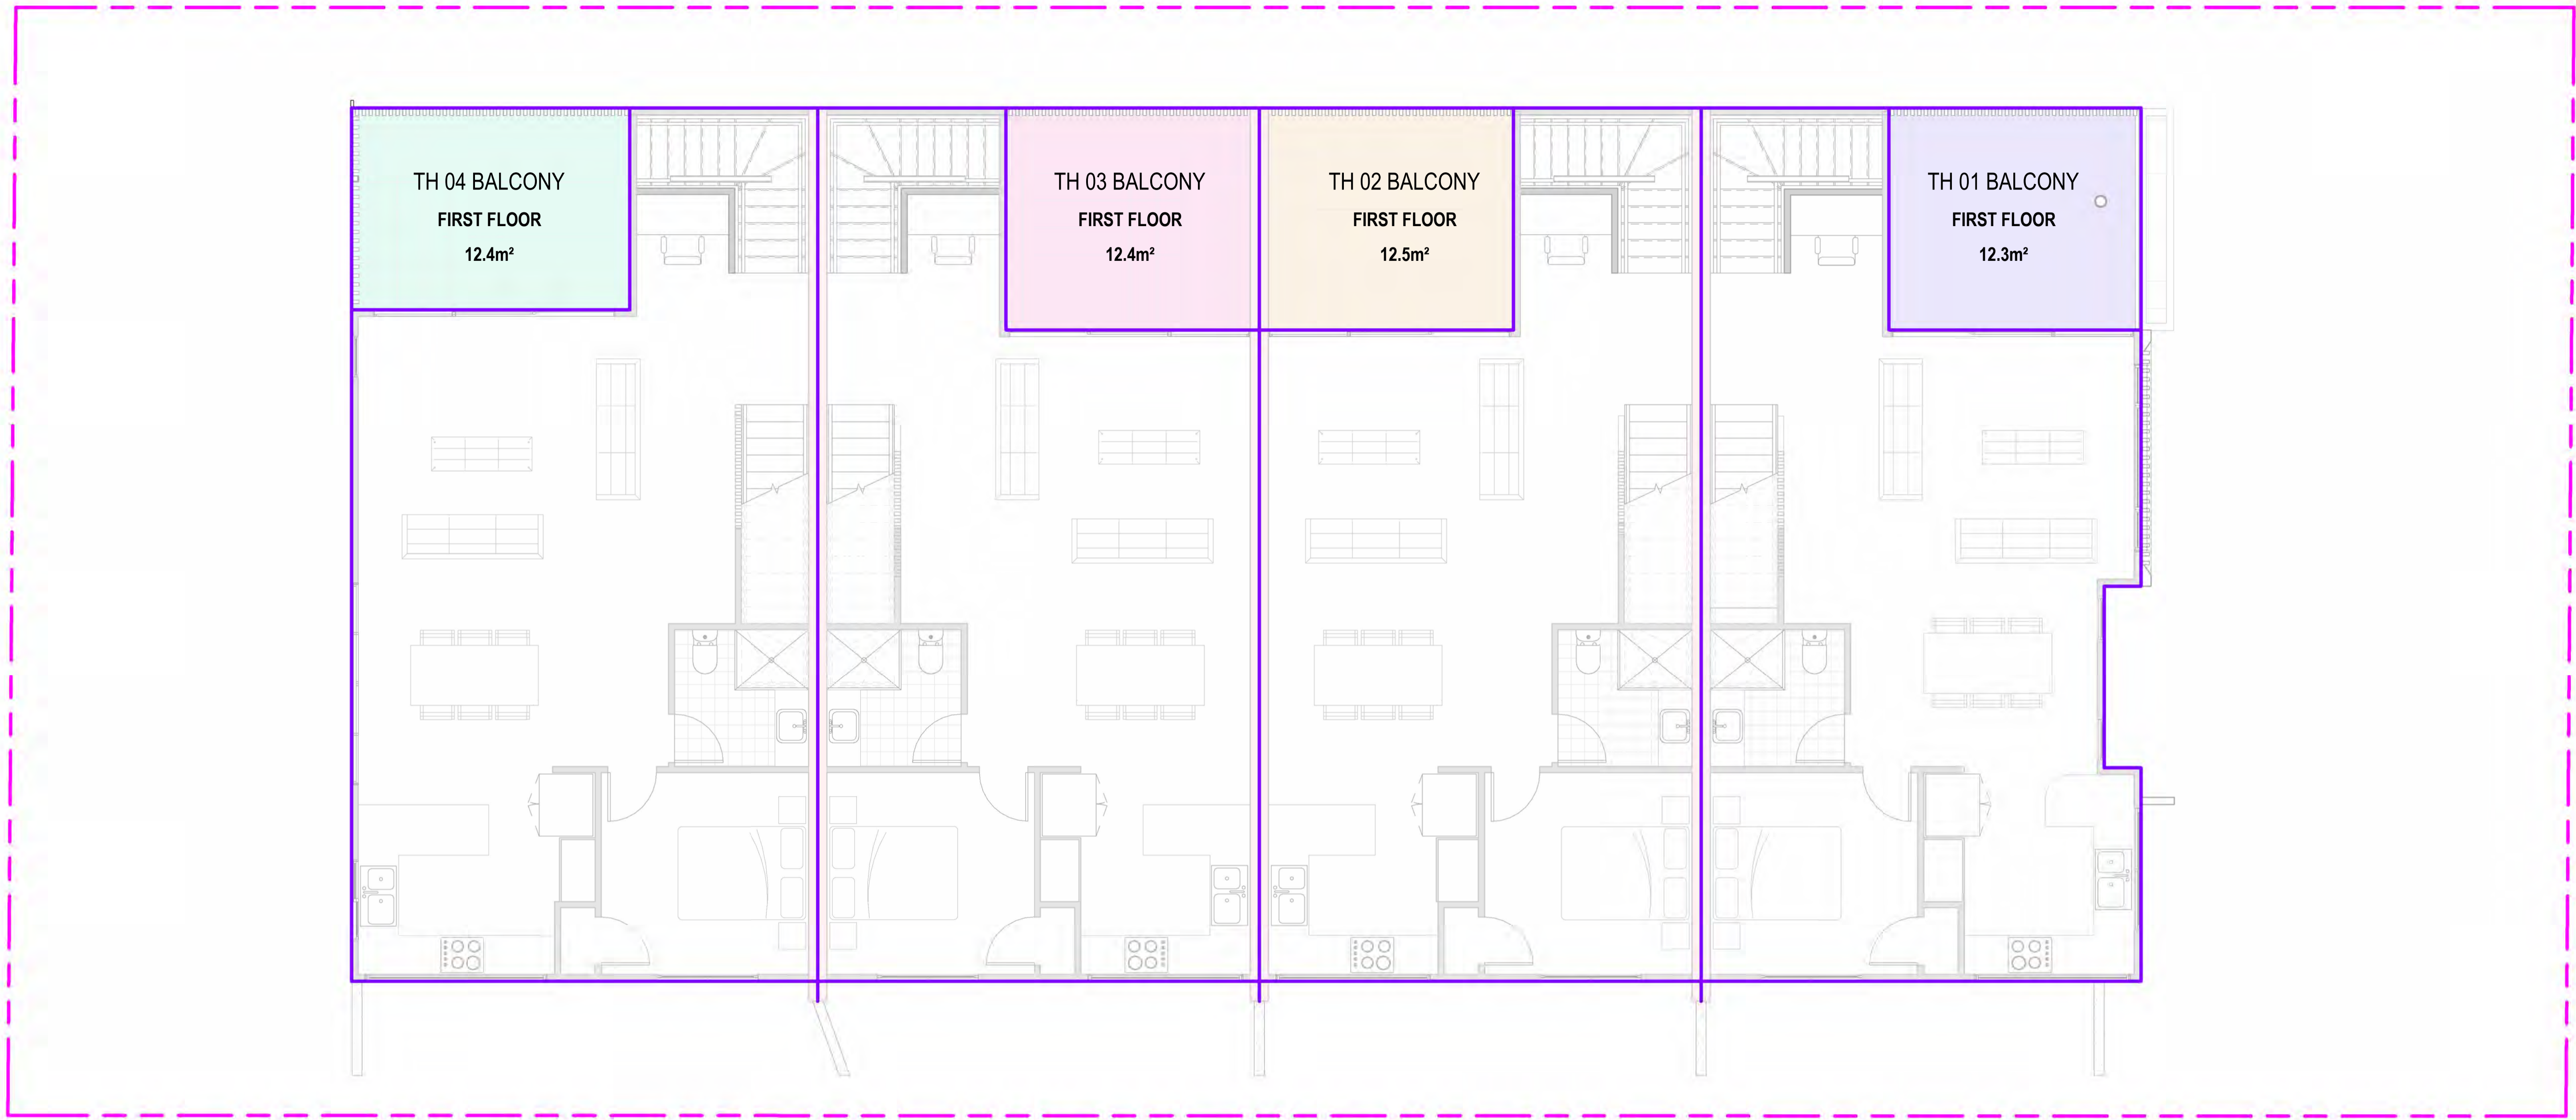 TH 04 BALCONY
FIRST FLOOR
12.4m²
TH 03 BALCONY
FIRST FLOOR
12.4m²
TH 02 BALCONY
FIRST FLOOR
12.5m²
TH 01 BALCONY
FIRST FLOOR
12.3m²